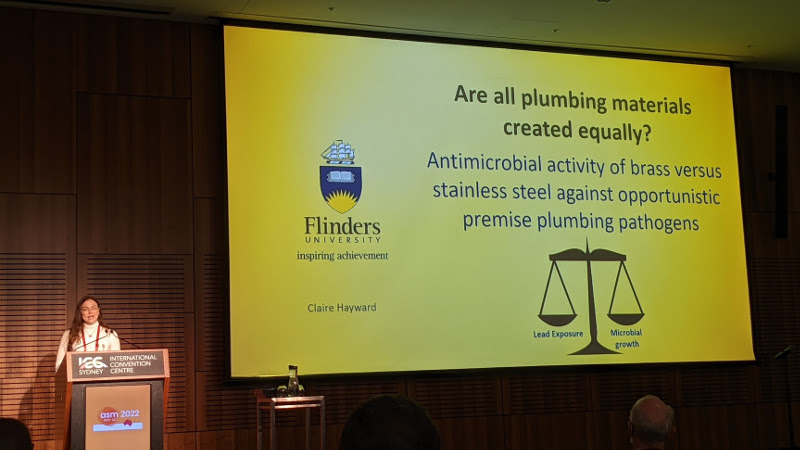 Are all plumbing materials
created equally?
Antimicrobial activity of brass versus
stainless steel against opportunistic
premise plumbing pathogens
Flinders
UNIVERSITY
inspiring achievement
Claire Hayward
Lead Exposure
Microbial
growth
ICC
SYDNEY
INTERNATIONAL
CONVENTION
CENTRE
asm 2022